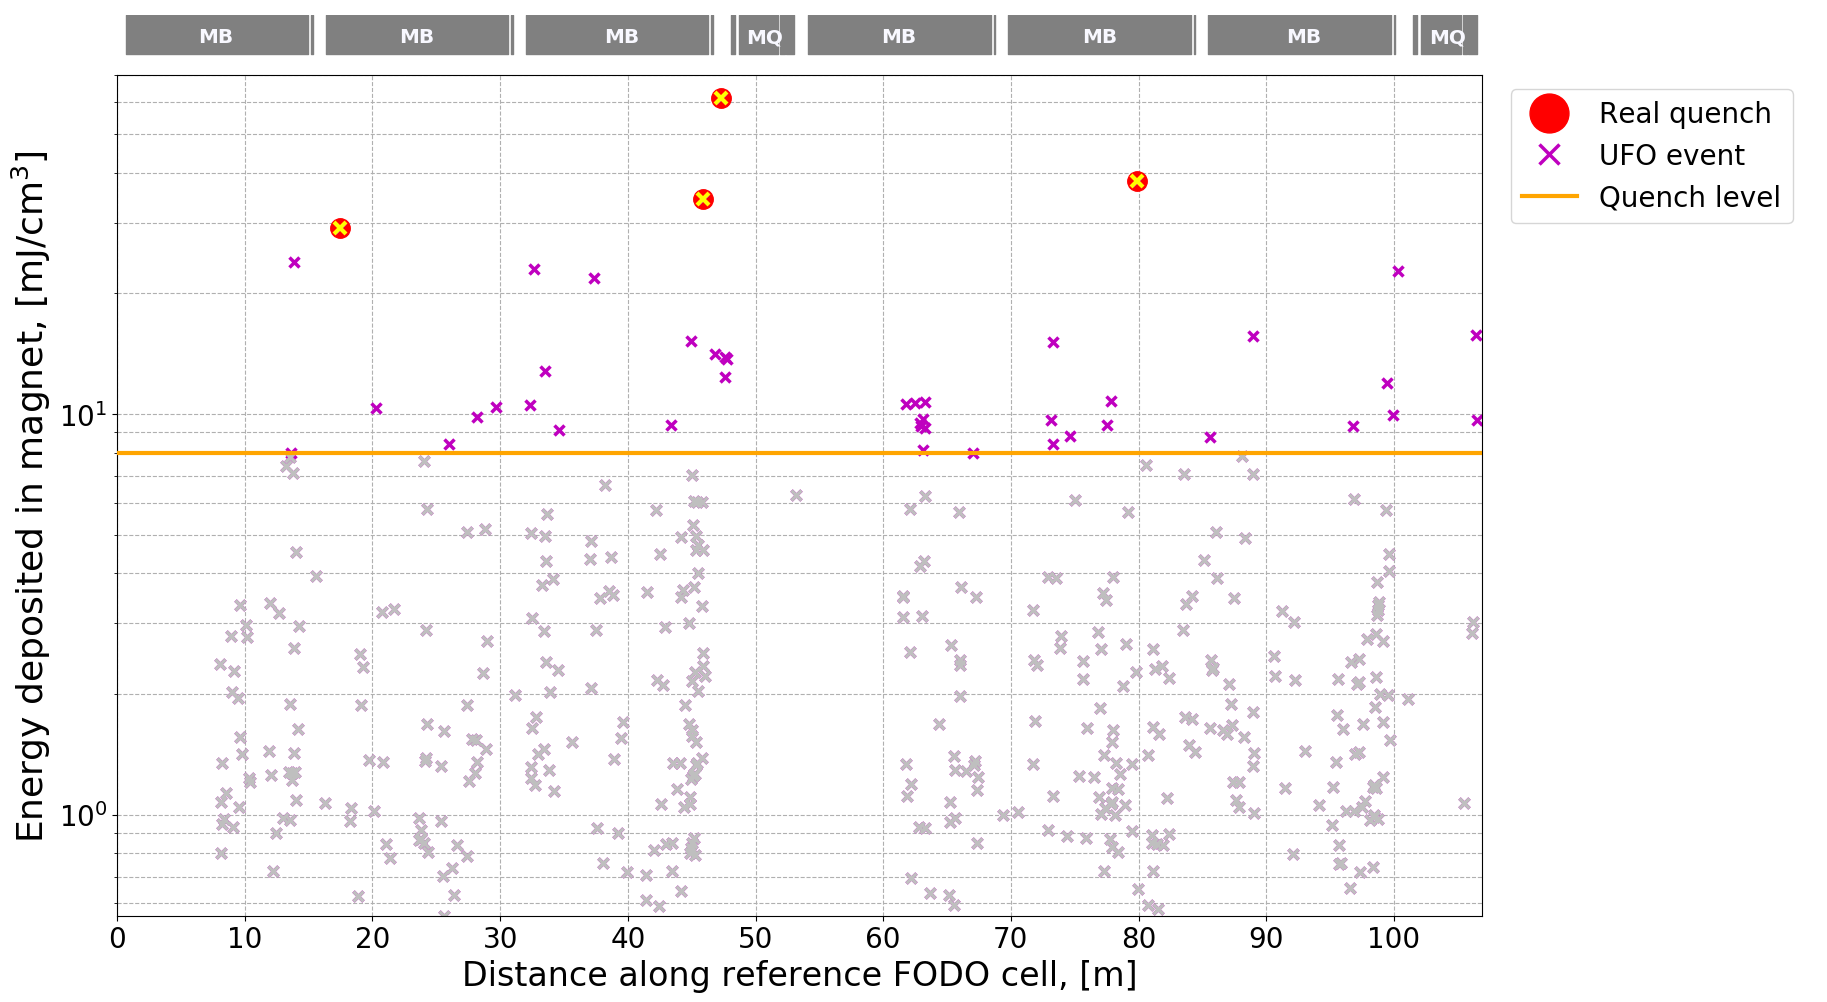 MB MB MB MQ MB MB MB MQ
Real quench
UFO event
Quench level
Energy deposited in magnet, [mJ/cm³]
10¹
10⁰
0 10 20 30 40 50 60 70 80 90 100
Distance along reference FODO cell, [m]